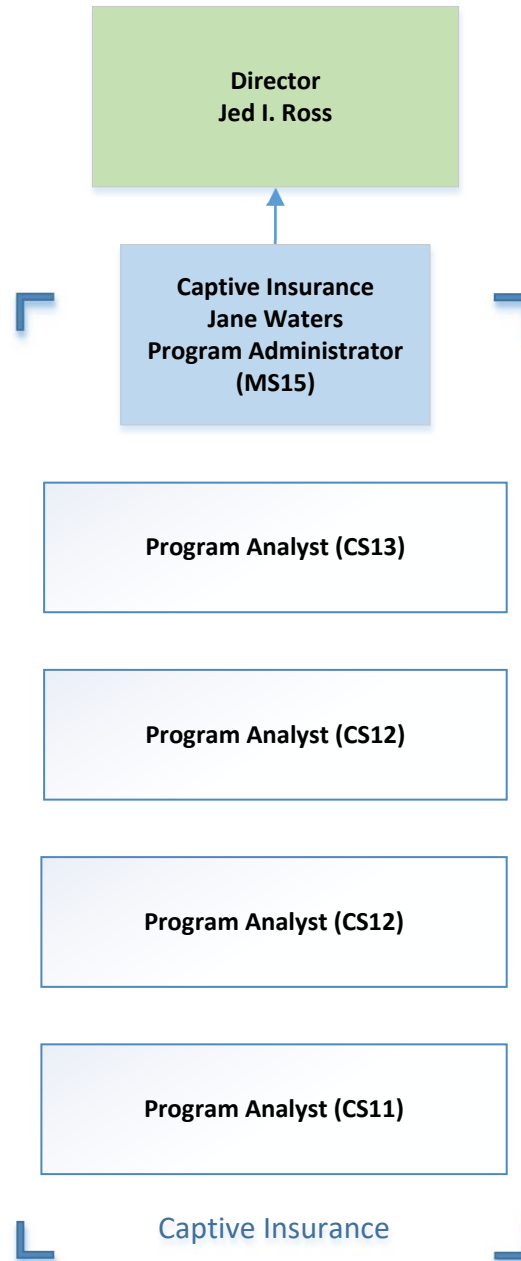 Director
Jed I. Ross
Captive Insurance
Jane Waters
Program Administrator
(MS15)
Program Analyst (CS13)
Program Analyst (CS12)
Program Analyst (CS12)
Program Analyst (CS11)
Captive Insurance